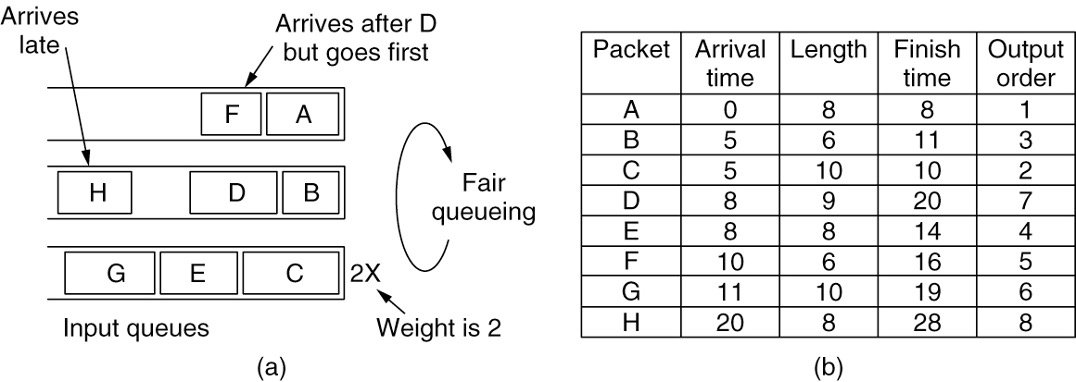 Arrives
late
Arrives after D
but goes first
F A
H D B
Fair
queueing
G E C 2X
Input queues
Weight is 2
(a)
Packet Arrival time Length Finish time Output order
A 0 8 8 1
B 5 6 11 3
C 5 10 10 2
D 8 9 20 7
E 8 8 14 4
F 10 6 16 5
G 11 10 19 6
H 20 8 28 8
(b)